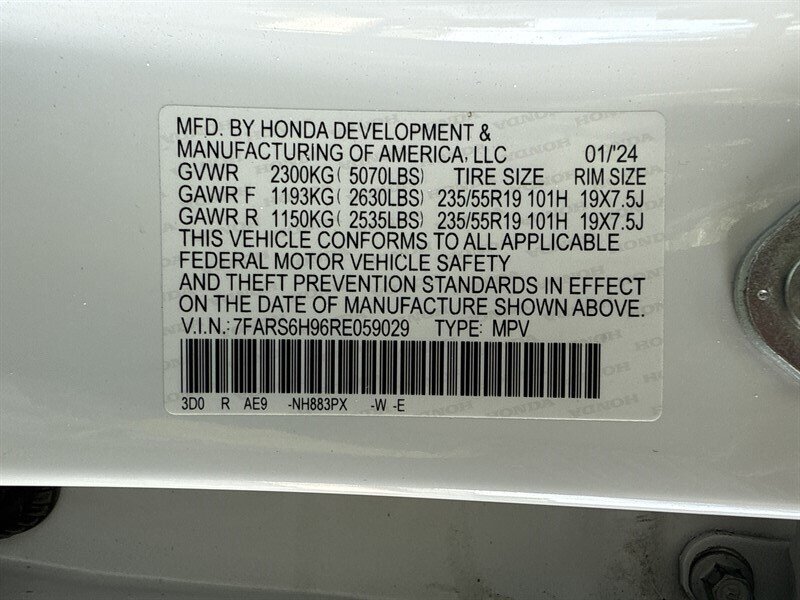 MFD. BY HONDA DEVELOPMENT &
MANUFACTURING OF AMERICA, LLC 01/'24
GVWR 2300KG( 5070LBS) TIRE SIZE RIM SIZE
GAWR F 1193KG( 2630LBS) 235/55R19 101H 19X7.5J
GAWR R 1150KG( 2535LBS) 235/55R19 101H 19X7.5J
THIS VEHICLE CONFORMS TO ALL APPLICABLE
FEDERAL MOTOR VEHICLE SAFETY
AND THEFT PREVENTION STANDARDS IN EFFECT
ON THE DATE OF MANUFACTURE SHOWN ABOVE.
V.I.N.: 7FARS6H96RE059029 TYPE: MPV
3D0 R AE9 -NH883PX -W -E